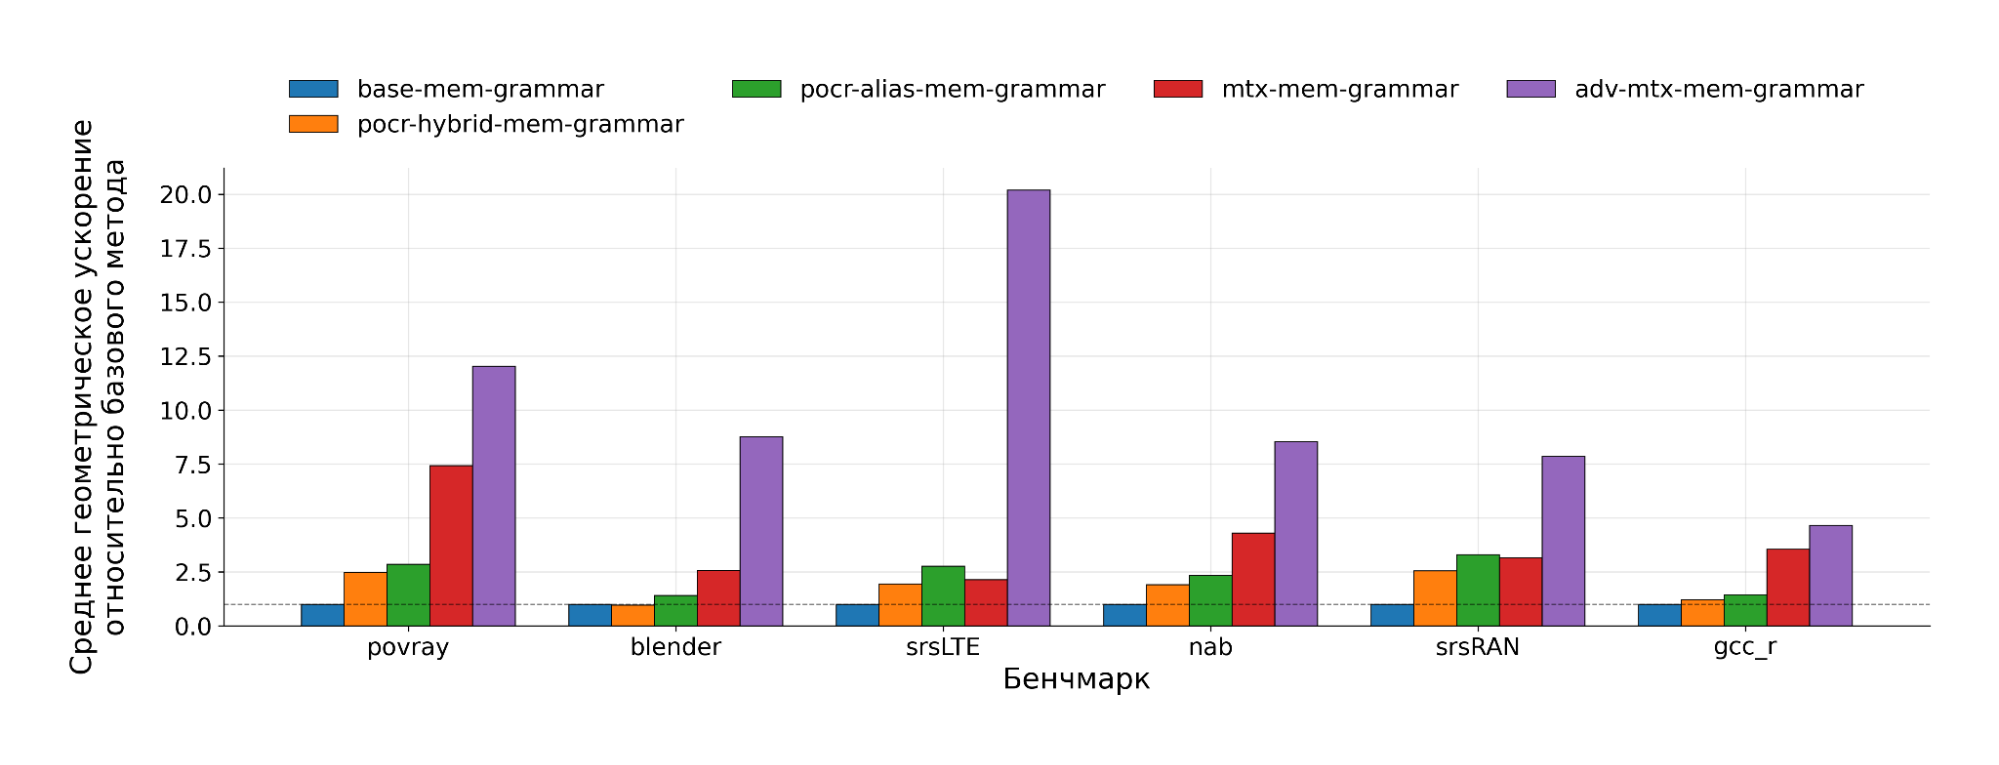 base-mem-grammar
pocr-hybrid-mem-grammar
pocr-alias-mem-grammar
mtx-mem-grammar
adv-mtx-mem-grammar
Среднее геометрическое ускорение
относительно базового метода
20.0
17.5
15.0
12.5
10.0
7.5
5.0
2.5
0.0
povray
blender
srsLTE
nab
srsRAN
gcc_r
Бенчмарк